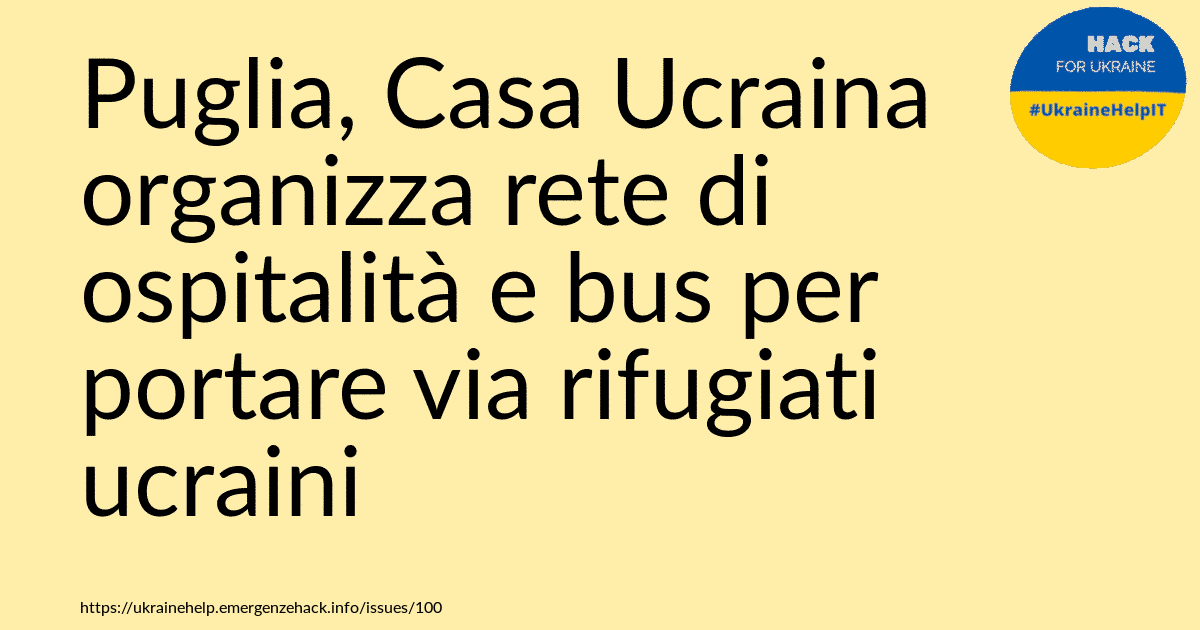 Puglia, Casa Ucraina
organizza rete di
ospitalità e bus per
portare via rifugiati
ucraini
HACK
FOR UKRAINE
#UkraineHelpIT
https://ukrainehelp.emergenzehack.info/issues/100